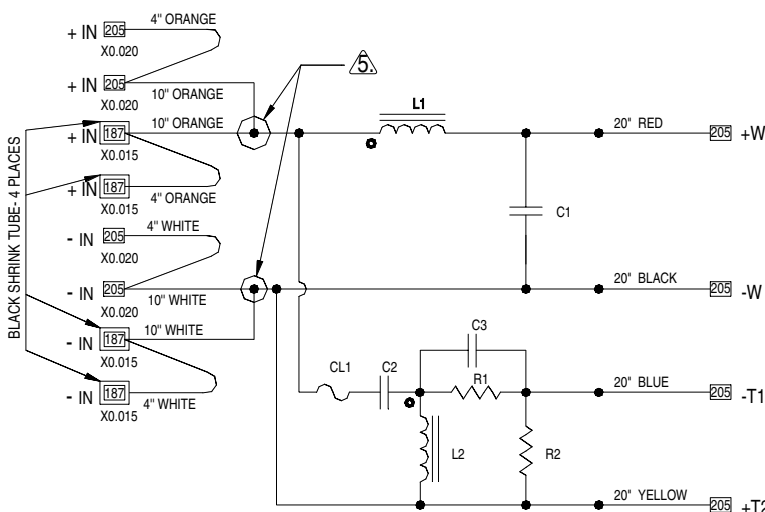 + IN 205 4" ORANGE
X0.020
+ IN 205
X0.020 10" ORANGE
5.
+ IN 187 10" ORANGE L1 20" RED 205 +W
X0.015
+ IN 187 4" ORANGE
X0.015
C1
- IN 205 4" WHITE
X0.020
- IN 205 20" BLACK 205 -W
X0.020 10" WHITE
- IN 187 10" WHITE
X0.015
- IN 187 4" WHITE
X0.015
BLACK SHRINK TUBE- 4 PLACES
C3
CL1 C2 R1 20" BLUE 205 -T1
L2 R2
20" YELLOW 205 +T2